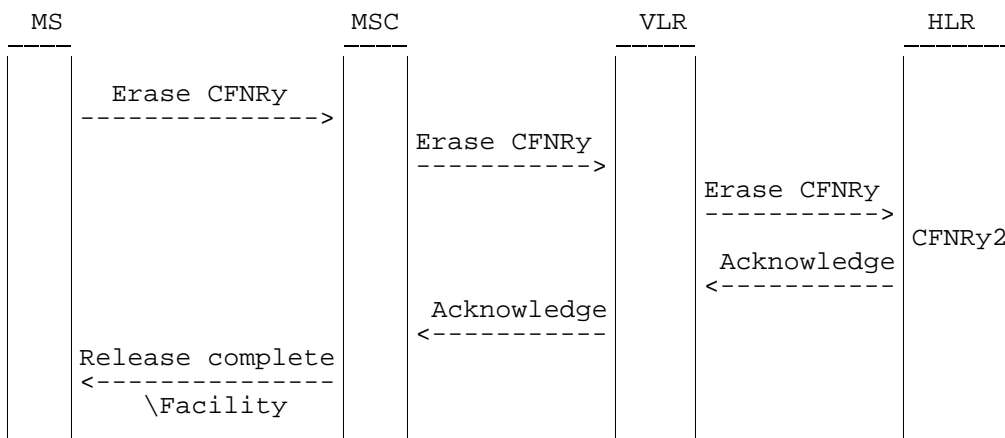 MS MSC VLR HLR
Erase CFNRy
--------------->
Erase CFNRy
----------->
Erase CFNRy
----------->
CFNRy2
Acknowledge
<-----------
Acknowledge
<-----------
Release complete
<---------------
\Facility